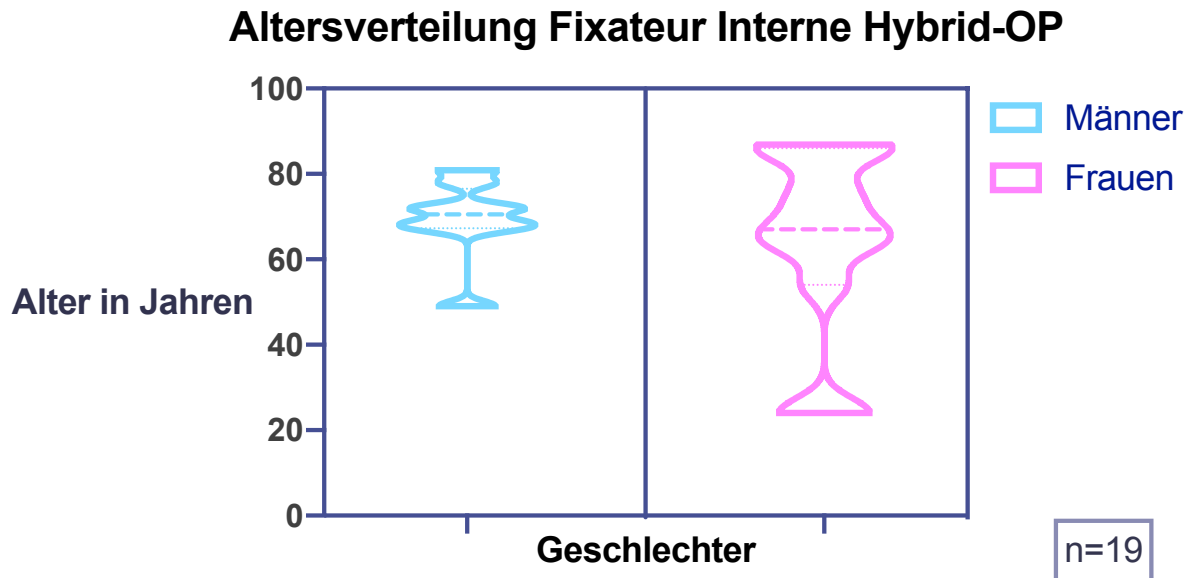 Altersverteilung Fixateur Interne Hybrid-OP
100
80
60
40
20
0
Alter in Jahren
Geschlechter
Männer
Frauen
n=19